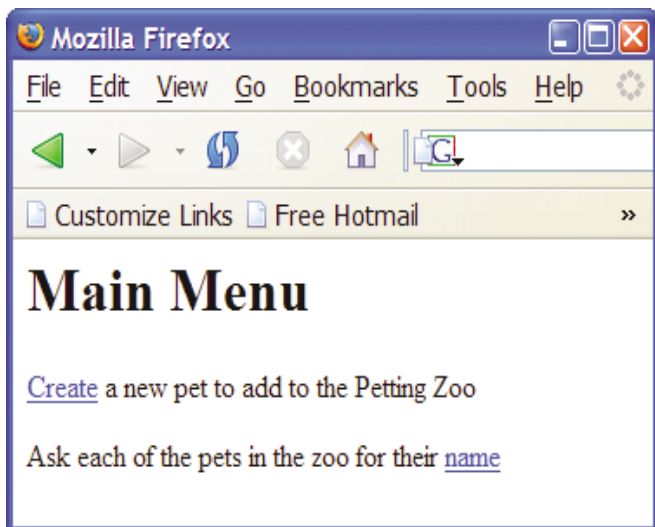 Mozilla Firefox
File Edit View Go Bookmarks Tools Help
G
Customize Links Free Hotmail »
Main Menu
Create a new pet to add to the Petting Zoo
Ask each of the pets in the zoo for their name